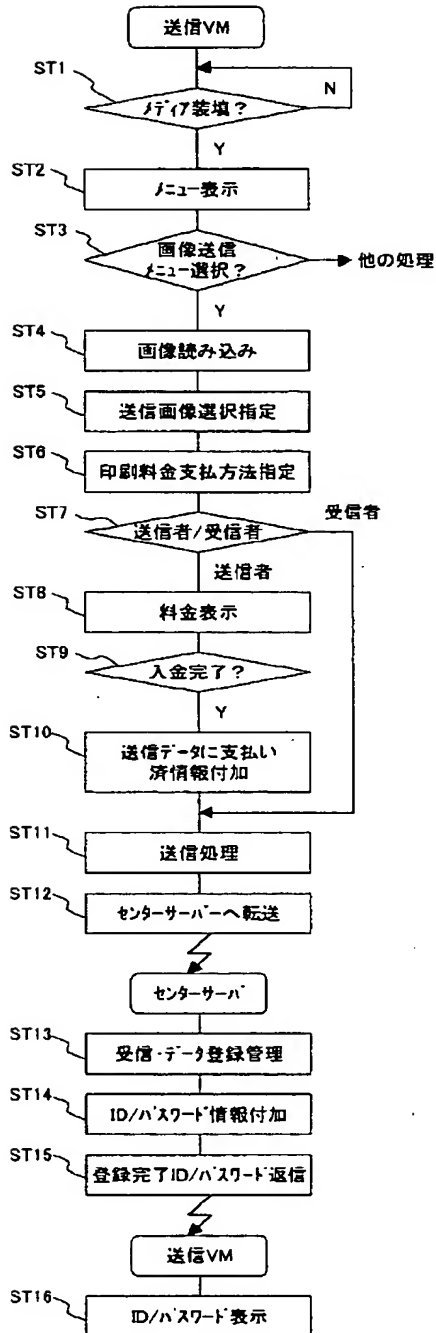 送信VM
ST1
メディア装填?
N
Y
ST2
メニュー表示
ST3
画像送信
メニュー選択?
他の処理
Y
ST4
画像読み込み
ST5
送信画像選択指定
ST6
印刷料金支払方法指定
ST7
送信者/受信者
受信者
送信者
ST8
料金表示
ST9
入金完了?
Y
ST10
送信データに支払い
済情報付加
ST11
送信処理
ST12
センターサーバーへ転送
センターサーバ
ST13
受信・データ登録管理
ST14
ID/パスワード情報付加
ST15
登録完了ID/パスワード返信
送信VM
ST16
ID/パスワード表示